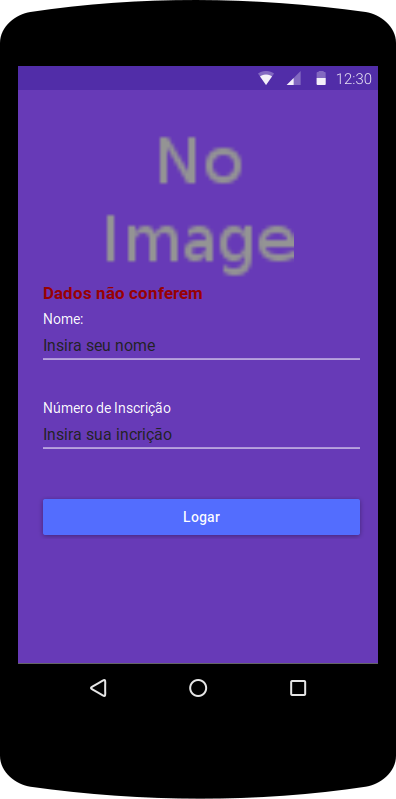 12:30
No
Image
Dados não conferem
Nome:
Insira seu nome
Número de Inscrição
Insira sua incrição
Logar